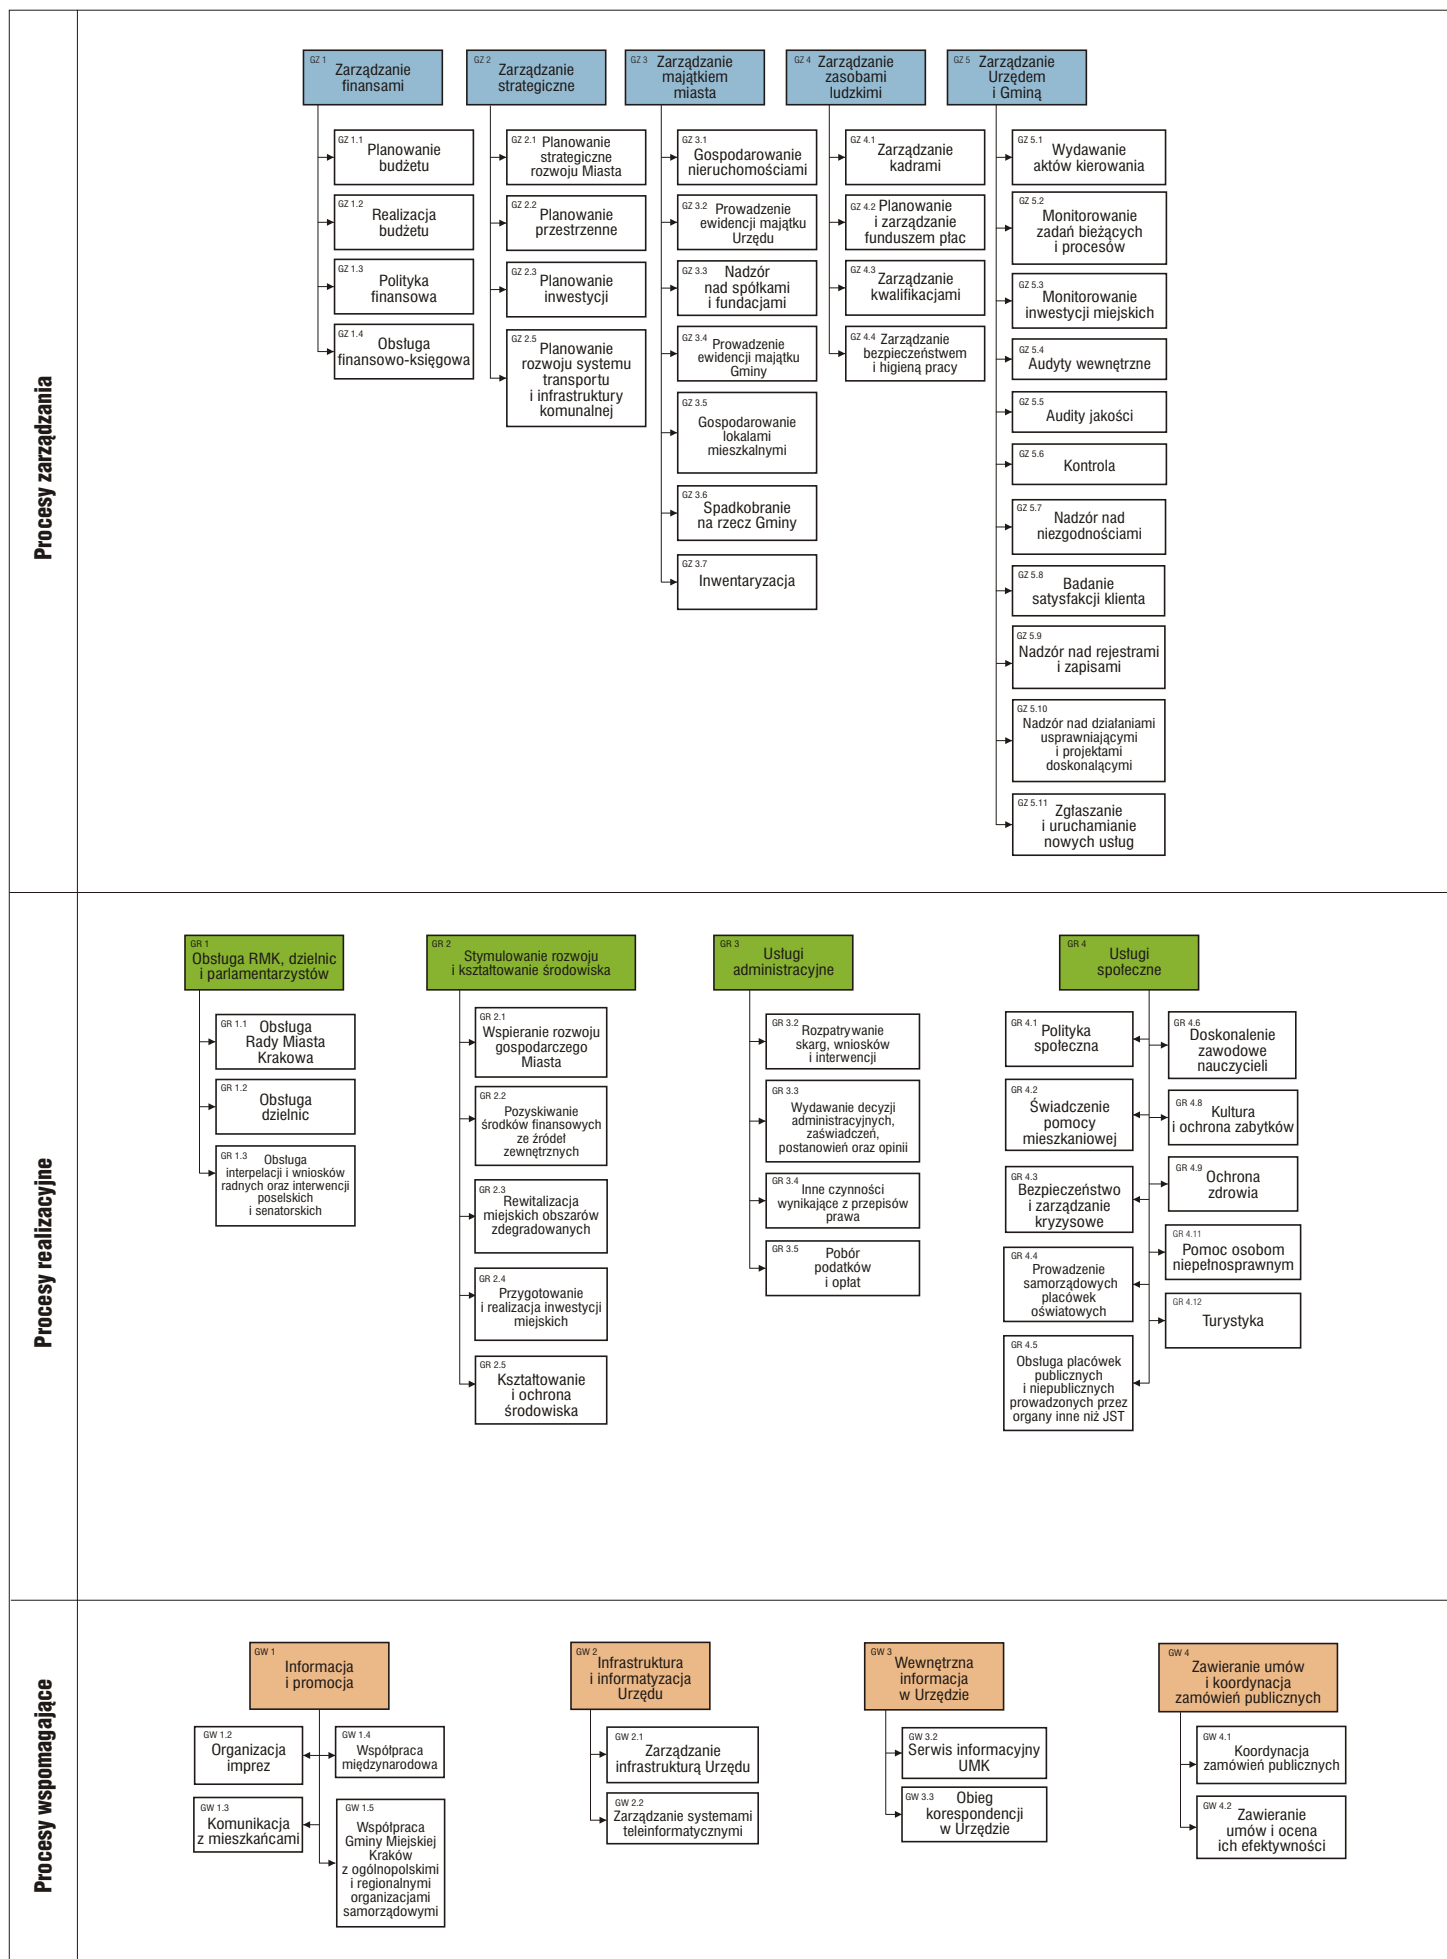 Procesy zarządzania
GZ 1
Zarządzanie
finansami
GZ 1.1
Planowanie
budżetu
GZ 1.2
Realizacja
budżetu
GZ 1.3
Polityka
finansowa
GZ 1.4
Obsługa
finansowo-księgowa
GZ 2
Zarządzanie
strategiczne
GZ 2.1
Planowanie
strategiczne
rozwoju Miasta
GZ 2.2
Planowanie
przestrzenne
GZ 2.3
Planowanie
inwestycji
GZ 2.5
Planowanie
rozwoju systemu
transportu
i infrastruktury
komunalnej
GZ 3
Zarządzanie
majątkiem
miasta
GZ 3.1
Gospodarowanie
nieruchomościami
GZ 3.2
Prowadzenie
ewidencji majątku
Urzędu
GZ 3.3
Nadzór
nad spółkami
i fundacjami
GZ 3.4
Prowadzenie
ewidencji majątku
Gminy
GZ 3.5
Gospodarowanie
lokalami
mieszkalnymi
GZ 3.6
Spadkobranie
na rzecz Gminy
GZ 3.7
Inwentaryzacja
GZ 4
Zarządzanie
zasobami
ludzkimi
GZ 4.1
Zarządzanie
kadrami
GZ 4.2
Planowanie
i zarządzanie
funduszem płac
GZ 4.3
Zarządzanie
kwalifikacjami
GZ 4.4
Zarządzanie
bezpieczeństwem
i higieną pracy
GZ 5
Zarządzanie
Urzędem
i Gminą
GZ 5.1
Wydawanie
aktów kierowania
GZ 5.2
Monitorowanie
zadań bieżących
i procesów
GZ 5.3
Monitorowanie
inwestycji miejskich
GZ 5.4
Audyty wewnętrzne
GZ 5.5
Audity jakości
GZ 5.6
Kontrola
GZ 5.7
Nadzór nad
niezgodnościami
GZ 5.8
Badanie
satysfakcji klienta
GZ 5.9
Nadzór nad rejestrami
i zapisami
GZ 5.10
Nadzór nad działaniami
usprawniającymi
i projektami
doskonalącymi
GZ 5.11
Zgłaszanie
i uruchamianie
nowych usług
Procesy realizacyjne
GR 1
Obsługa RMK, dzielnic
i parlamentarzystów
GR 1.1
Obsługa
Rady Miasta
Krakowa
GR 1.2
Obsługa
dzielnic
GR 1.3
Obsługa
interpelacji i wniosków
radnych oraz interwencji
poselskich
i senatorskich
GR 2
Stymulowanie rozwoju
i kształtowanie środowiska
GR 2.1
Wspieranie rozwoju
gospodarczego
Miasta
GR 2.2
Pozyskiwanie
środków finansowych
ze źródeł
zewnętrznych
GR 2.3
Rewitalizacja
miejskich obszarów
zdegradowanych
GR 2.4
Przygotowanie
i realizacja inwestycji
miejskich
GR 2.5
Kształtowanie
i ochrona
środowiska
GR 3
Usługi
administracyjne
GR 3.2
Rozpatrywanie
skarg, wniosków
i interwencji
GR 3.3
Wydawanie decyzji
administracyjnych,
zaświadczeń,
postanowień oraz opinii
GR 3.4
Inne czynności
wynikające z przepisów
prawa
GR 3.5
Pobór
podatków
i opłat
GR 4
Usługi
społeczne
GR 4.1
Polityka
społeczna
GR 4.2
Świadczenie
pomocy
mieszkaniowej
GR 4.3
Bezpieczeństwo
i zarządzanie
kryzysowe
GR 4.4
Prowadzenie
samorządowych
placówek
oświatowych
GR 4.5
Obsługa placówek
publicznych
i niepublicznych
prowadzonych przez
organy inne niż JST
GR 4.6
Doskonalenie
zawodowe
nauczycieli
GR 4.8
Kultura
i ochrona zabytków
GR 4.9
Ochrona
zdrowia
GR 4.11
Pomoc osobom
niepełnosprawnym
GR 4.12
Turystyka
Procesy wspomagające
GW 1
Informacja
i promocja
GW 1.2
Organizacja
imprez
GW 1.3
Komunikacja
z mieszkańcami
GW 1.4
Współpraca
międzynarodowa
GW 1.5
Współpraca
Gminy Miejskiej
Kraków
z ogólnopolskimi
i regionalnymi
organizacjami
samorządowymi
GW 2
Infrastruktura
i informatyzacja
Urzędu
GW 2.1
Zarządzanie
infrastrukturą Urzędu
GW 2.2
Zarządzanie systemami
teleinformatycznymi
GW 3
Wewnętrzna
informacja
w Urzędzie
GW 3.2
Serwis informacyjny
UMK
GW 3.3
Obieg
korespondencji
w Urzędzie
GW 4
Zawieranie umów
i koordynacja
zamówień publicznych
GW 4.1
Koordynacja
zamówień publicznych
GW 4.2
Zawieranie
umów i ocena
ich efektywności